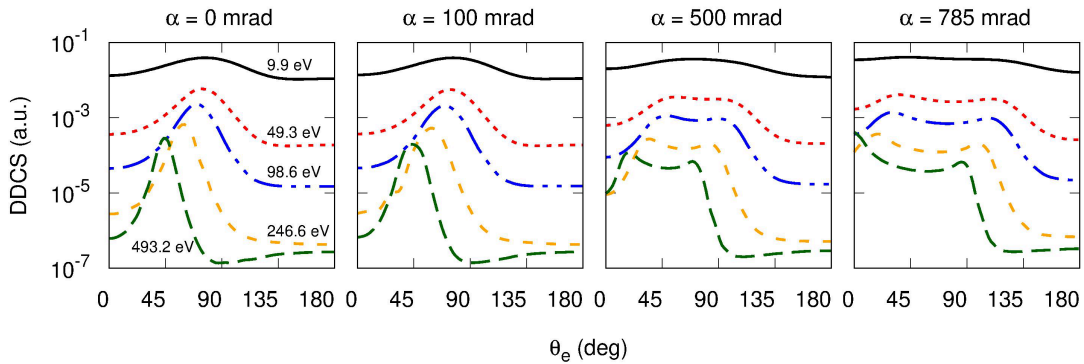 α = 0 mrad α = 100 mrad α = 500 mrad α = 785 mrad
10⁻¹
10⁻³
10⁻⁵
10⁻⁷
DDCS (a.u.)
9.9 eV
49.3 eV
98.6 eV
246.6 eV
493.2 eV
0 45 90 135 180 0 45 90 135 180 0 45 90 135 180 0 45 90 135 180
θₑ (deg)